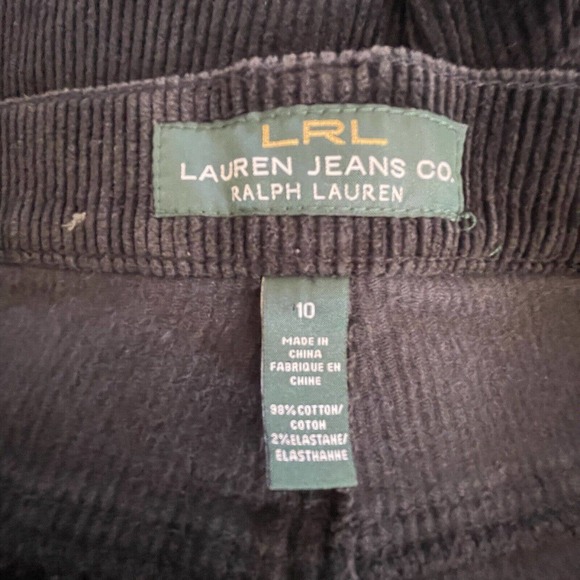 LRL
LAUREN JEANS CO.
RALPH LAUREN
10
MADE IN
CHINA
FABRIQUE EN
CHINE
98% COTTON/
COTON
2% ELASTANE/
ELASTHANNE